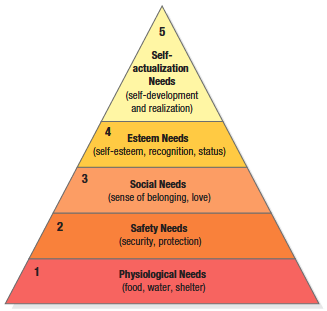 5
Self-
actualization
Needs
(self-development
and realization)
4
Esteem Needs
(self-esteem, recognition, status)
3
Social Needs
(sense of belonging, love)
2
Safety Needs
(security, protection)
1
Physiological Needs
(food, water, shelter)